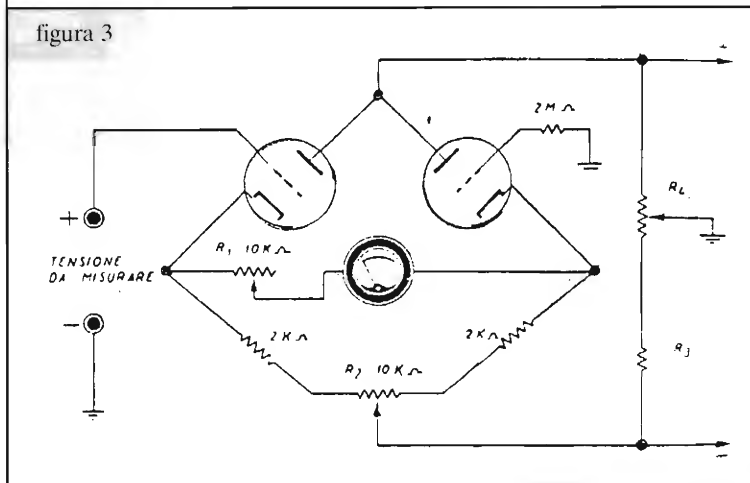 figura 3
+
2 M Ω
R4
+
TENSIONE
DA MISURARE
R1 10 K Ω
−
2 K Ω
2 K Ω
R2 10 K Ω
R3
−